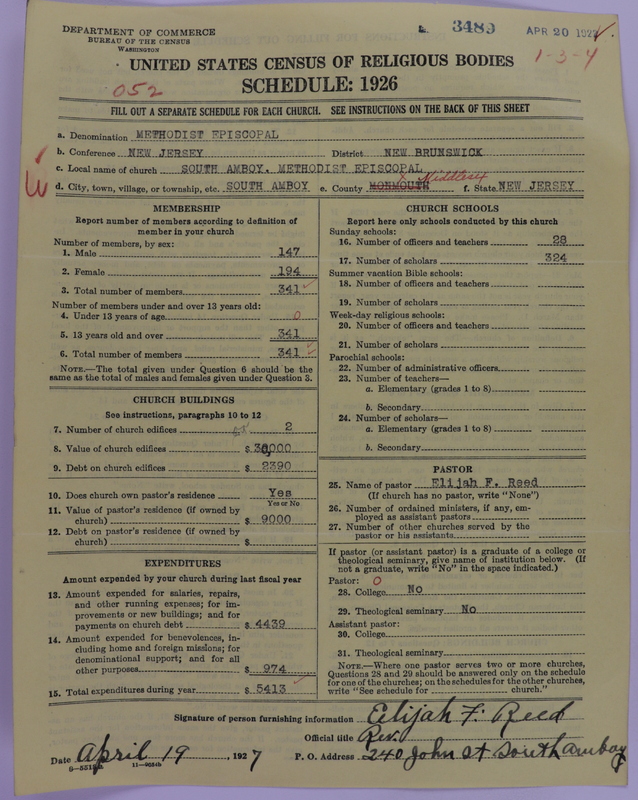 DEPARTMENT OF COMMERCE
BUREAU OF THE CENSUS
WASHINGTON
3489
APR 20 1927
1-3-4
UNITED STATES CENSUS OF RELIGIOUS BODIES
052
SCHEDULE: 1926
FILL OUT A SEPARATE SCHEDULE FOR EACH CHURCH. SEE INSTRUCTIONS ON THE BACK OF THIS SHEET
a. Denomination METHODIST EPISCOPAL
b. Conference NEW JERSEY District NEW BRUNSWICK
c. Local name of church SOUTH AMBOY. METHODIST EPISCOPAL
d. City, town, village, or township, etc. SOUTH AMBOY e. County MONMOUTH Middlesex f. State NEW JERSEY
MEMBERSHIP
Report number of members according to definition of
member in your church
Number of members, by sex:
1. Male 147
2. Female 194
3. Total number of members 341
Number of members under and over 13 years old:
4. Under 13 years of age 0
5. 13 years old and over 341
6. Total number of members 341
NOTE.—The total given under Question 6 should be
same as the total of males and females given under Question 3.
CHURCH BUILDINGS
See instructions, paragraphs 10 to 12
7. Number of church edifices 2
8. Value of church edifices $ 30,000
9. Debt on church edifices $ 2390
10. Does church own pastor's residence Yes
Yes or No
11. Value of pastor's residence (if owned by
church) $ 9000
12. Debt on pastor's residence (if owned by
church) $
EXPENDITURES
Amount expended by your church during last fiscal year
13. Amount expended for salaries, repairs,
and other running expenses; for im-
provements or new buildings; and for
payments on church debt $ 4439
14. Amount expended for benevolences, in-
cluding home and foreign missions; for
denominational support; and for all
other purposes $ 974
15. Total expenditures during year $ 5413
CHURCH SCHOOLS
Report here only schools conducted by this church
Sunday schools:
16. Number of officers and teachers 28
17. Number of scholars 324
Summer vacation Bible schools:
18. Number of officers and teachers
19. Number of scholars
Week-day religious schools:
20. Number of officers and teachers
21. Number of scholars
Parochial schools:
22. Number of administrative officers
23. Number of teachers—
a. Elementary (grades 1 to 8)
b. Secondary
24. Number of scholars—
a. Elementary (grades 1 to 8)
b. Secondary
PASTOR
25. Name of pastor Elijah F. Reed
(If church has no pastor, write "None")
26. Number of ordained ministers, if any, em-
ployed as assistant pastors
27. Number of other churches served by the
pastor or his assistants
If pastor (or assistant pastor) is a graduate of a college or
theological seminary, give name of institution below. (If
not a graduate, write "No" in the space indicated.)
Pastor: 0
28. College No
29. Theological seminary No
Assistant pastor:
30. College
31. Theological seminary
NOTE.—Where one pastor serves two or more churches,
Questions 28 and 29 should be answered only on the schedule
for one of the churches; on the schedules for the other churches,
write "See schedule for church."
Signature of person furnishing information Elijah F. Reed
Official title Rev.
Date April 19, 1927 P. O. Address 240 John St South Amboy
8-5515a 11-9654b